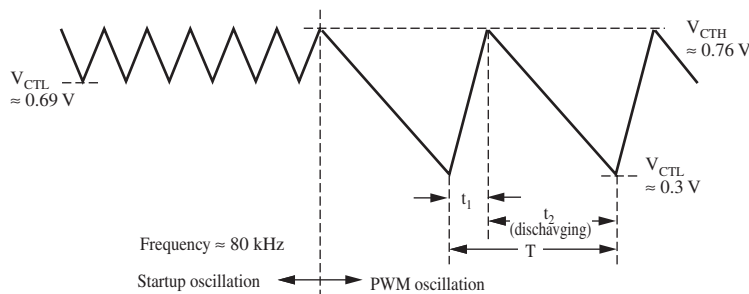 V_CTH
≈ 0.76 V
V_CTL
≈ 0.69 V
V_CTL
≈ 0.3 V
t_1
t_2
(dischavging)
T
Frequency ≈ 80 kHz
Startup oscillation
PWM oscillation